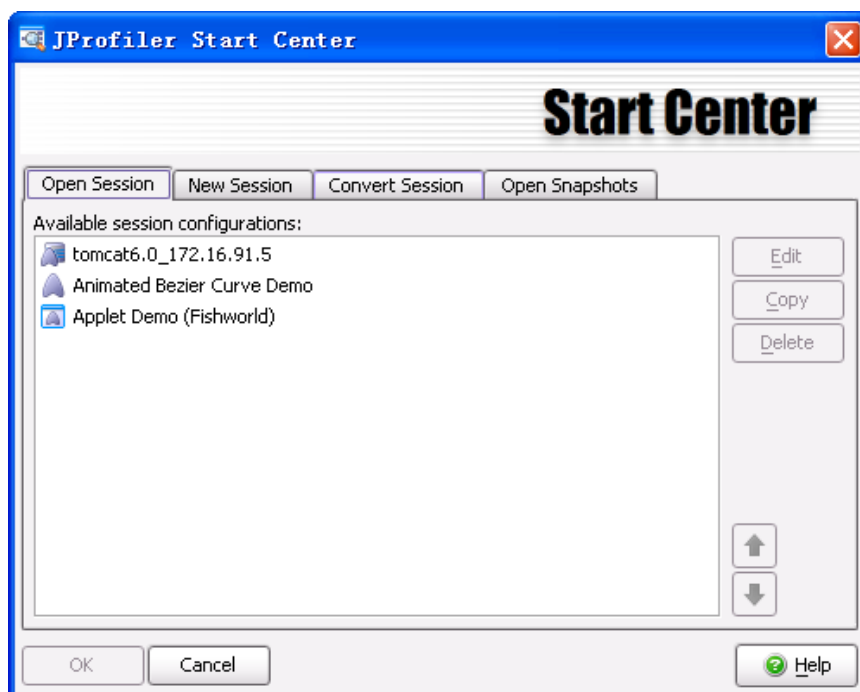 JProfiler Start Center
Start Center
Open Session New Session Convert Session Open Snapshots
Available session configurations:
tomcat6.0_172.16.91.5
Animated Bezier Curve Demo
Applet Demo (Fishworld)
Edit
Copy
Delete
OK Cancel Help